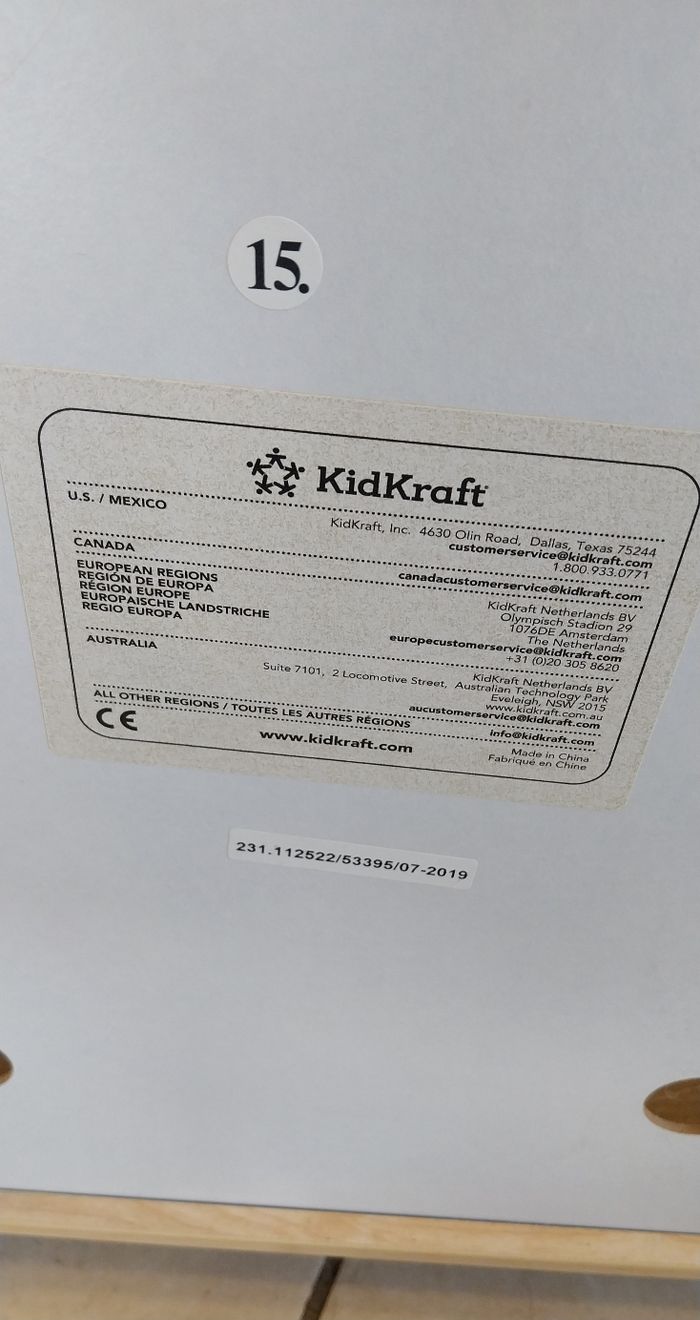 15.
KidKraft
U.S. / MEXICO
KidKraft, Inc. 4630 Olin Road, Dallas, Texas 75244
customerservice@kidkraft.com
1.800.933.0771
CANADA
canadacustomerservice@kidkraft.com
EUROPEAN REGIONS
REGIÓN DE EUROPA
RÉGION EUROPE
EUROPAISCHE LANDSTRICHE
REGIO EUROPA
KidKraft Netherlands BV
Olympisch Stadion 29
1076DE Amsterdam
The Netherlands
europecustomerservice@kidkraft.com
+31 (0)20 305 8620
AUSTRALIA
KidKraft Netherlands BV
Suite 7101, 2 Locomotive Street, Australian Technology Park
Eveleigh, NSW 2015
www.kidkraft.com.au
aucustomerservice@kidkraft.com
ALL OTHER REGIONS / TOUTES LES AUTRES RÉGIONS
info@kidkraft.com
CE
www.kidkraft.com
Made in China
Fabriqué en Chine
231.112522/53395/07-2019